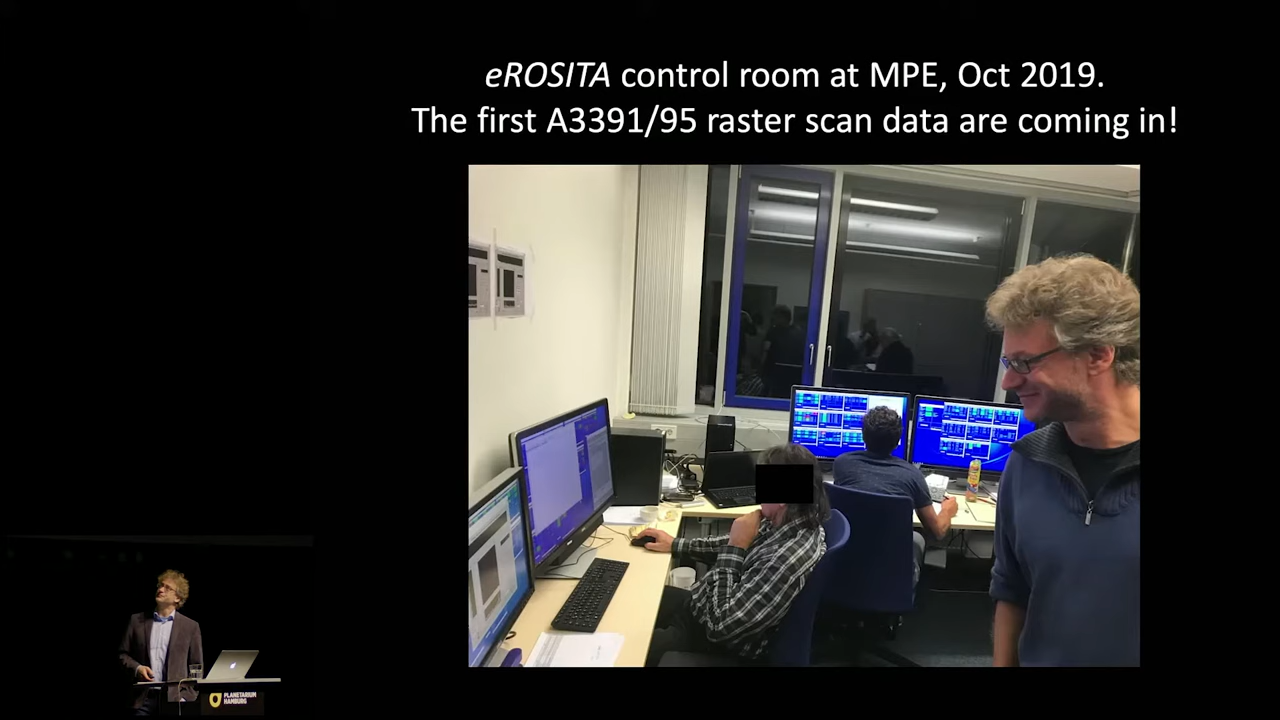 eROSITA control room at MPE, Oct 2019.
The first A3391/95 raster scan data are coming in!
PLANETARIUM
HAMBURG